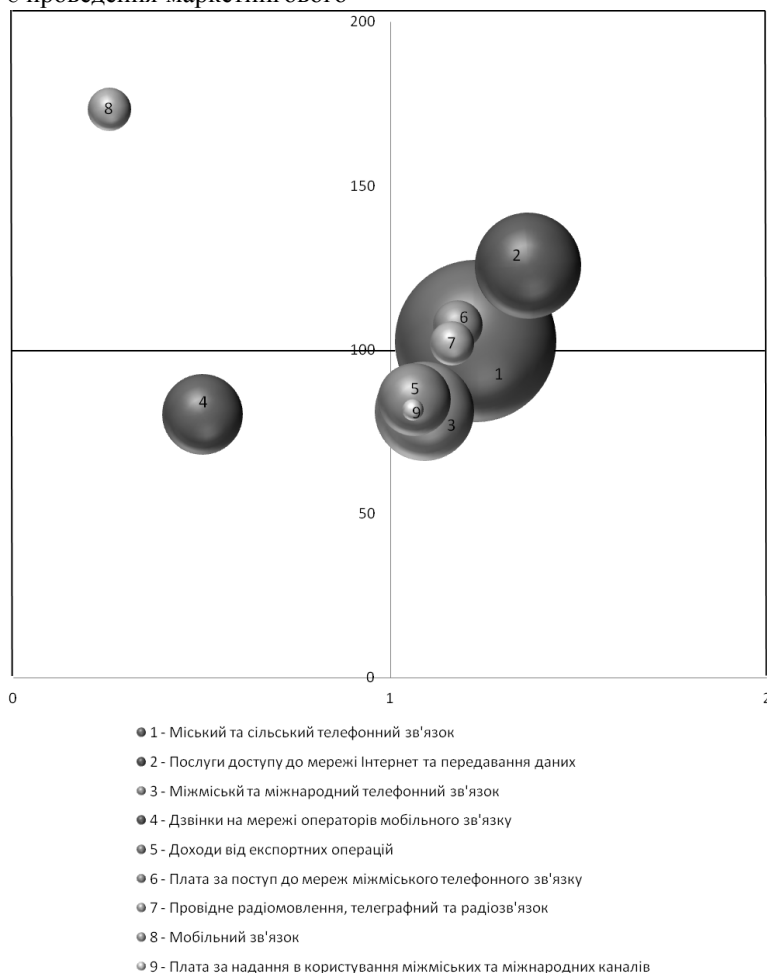 е проведення маркетингового
200
8
150
2
6
7
100
1
5
4
9
3
50
0
0
1
2
1 - Міський та сільський телефонний зв'язок
2 - Послуги доступу до мережі Інтернет та передавання даних
3 - Міжміськй та міжнародний телефонний зв'язок
4 - Дзвінки на мережі операторів мобільного зв'язку
5 - Доходи від експортних операцій
6 - Плата за поступ до мереж міжміського телефонного зв'язку
7 - Провідне радіомовлення, телеграфний та радіозв'язок
8 - Мобільний зв'язок
9 - Плата за надання в користування міжміських та міжнародних каналів